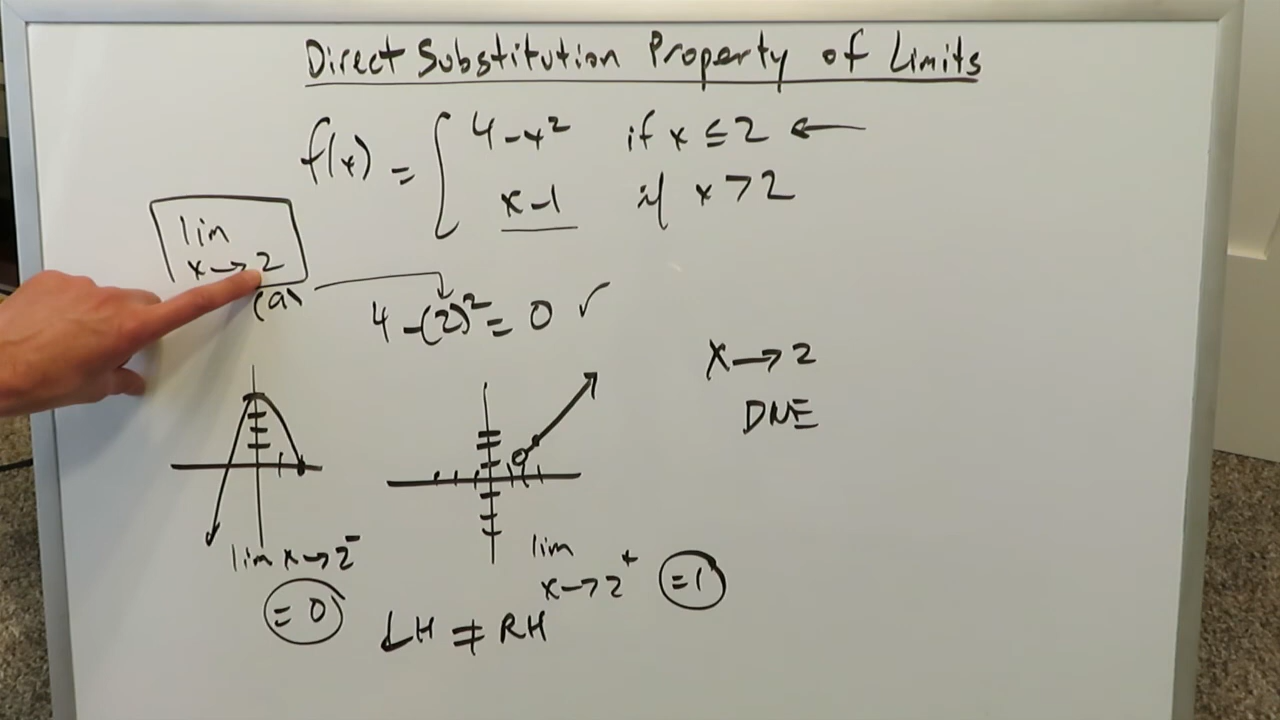 Direct Substitution Property of Limits
f(x) = { 4-x² if x ≤ 2 ←
x-1 if x > 2
lim
x→2
(a)
4-(2)² = 0 ✓
x→2
DNE
lim x→2⁻
= 0
lim
x→2⁺ =1
LH ≠ RH